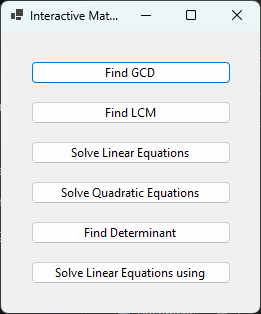 Interactive Mat...
Find GCD
Find LCM
Solve Linear Equations
Solve Quadratic Equations
Find Determinant
Solve Linear Equations using